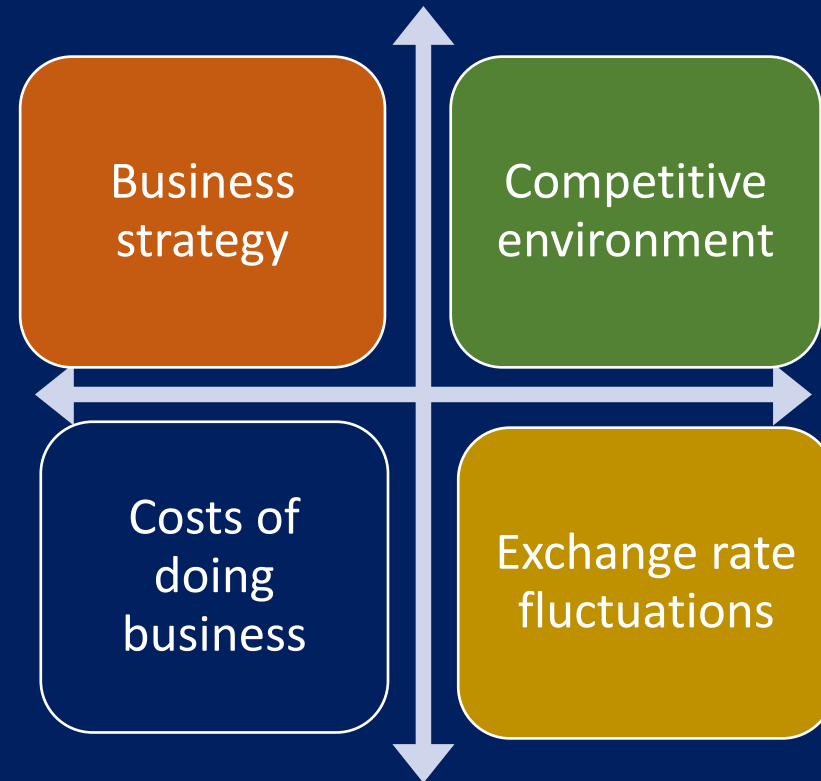 Business
strategy
Competitive
environment
Costs of
doing
business
Exchange rate
fluctuations